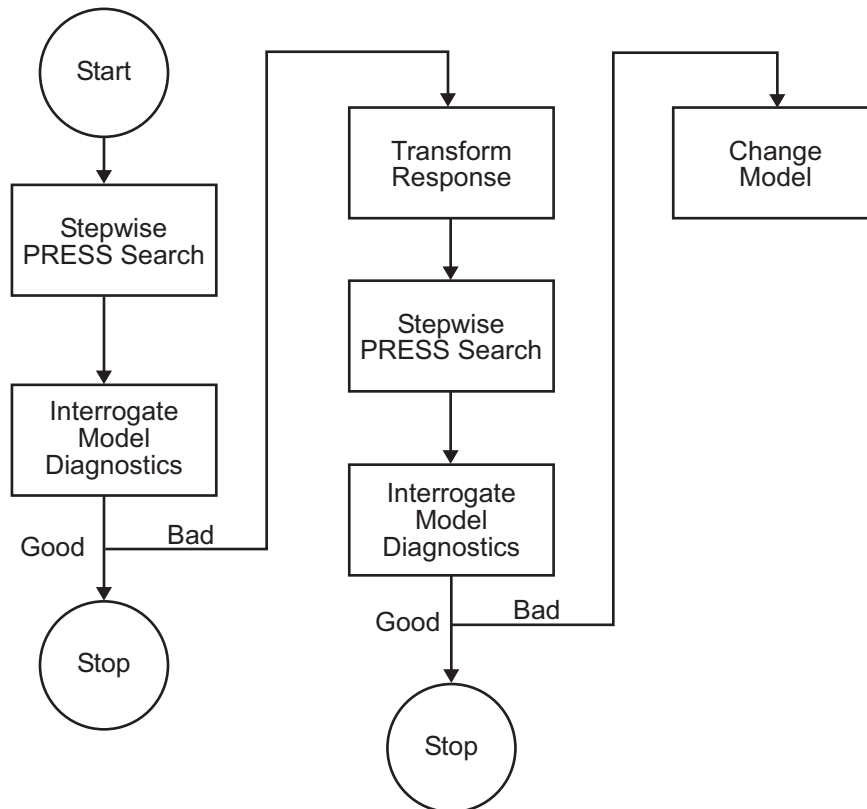 Start
Stepwise
PRESS Search
Interrogate
Model
Diagnostics
Good
Bad
Stop
Transform
Response
Stepwise
PRESS Search
Interrogate
Model
Diagnostics
Good
Bad
Stop
Change
Model